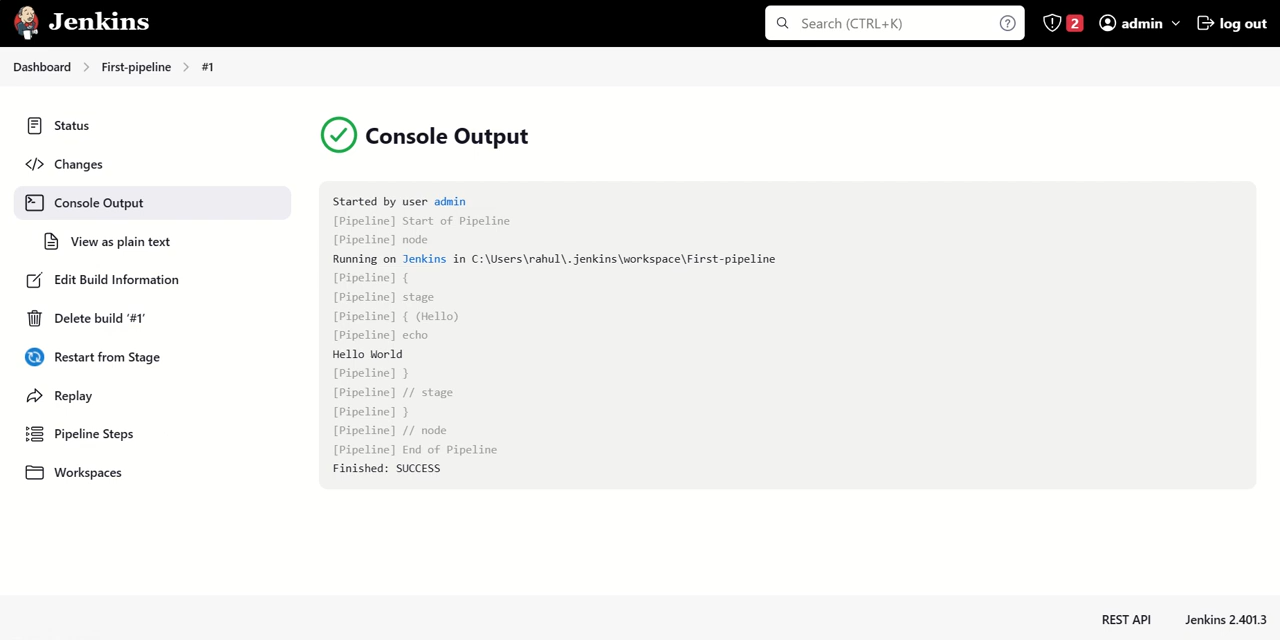 Jenkins
Search (CTRL+K)
2
admin
log out
Dashboard
First-pipeline
#1
Status
Changes
Console Output
View as plain text
Edit Build Information
Delete build ‘#1’
Restart from Stage
Replay
Pipeline Steps
Workspaces
Console Output
Started by user admin
[Pipeline] Start of Pipeline
[Pipeline] node
Running on Jenkins in C:\Users\rahul\.jenkins\workspace\First-pipeline
[Pipeline] {
[Pipeline] stage
[Pipeline] { (Hello)
[Pipeline] echo
Hello World
[Pipeline] }
[Pipeline] // stage
[Pipeline] }
[Pipeline] // node
[Pipeline] End of Pipeline
Finished: SUCCESS
REST API
Jenkins 2.401.3